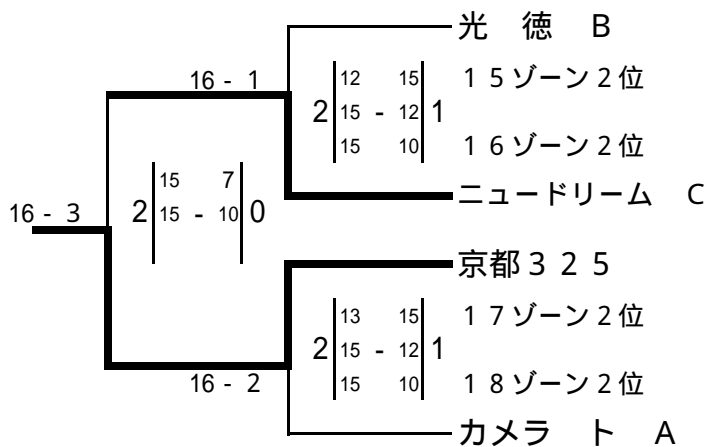 光　徳　B
16 - 1
12 15
15ゾーン2位
2 15 - 12 1
15 10
16ゾーン2位
ニュードリーム　C
15 7
2 15 - 10 0
16 - 3
京都325
13 15
17ゾーン2位
2 15 - 12 1
15 10
18ゾーン2位
16 - 2
カメラ　ト　A